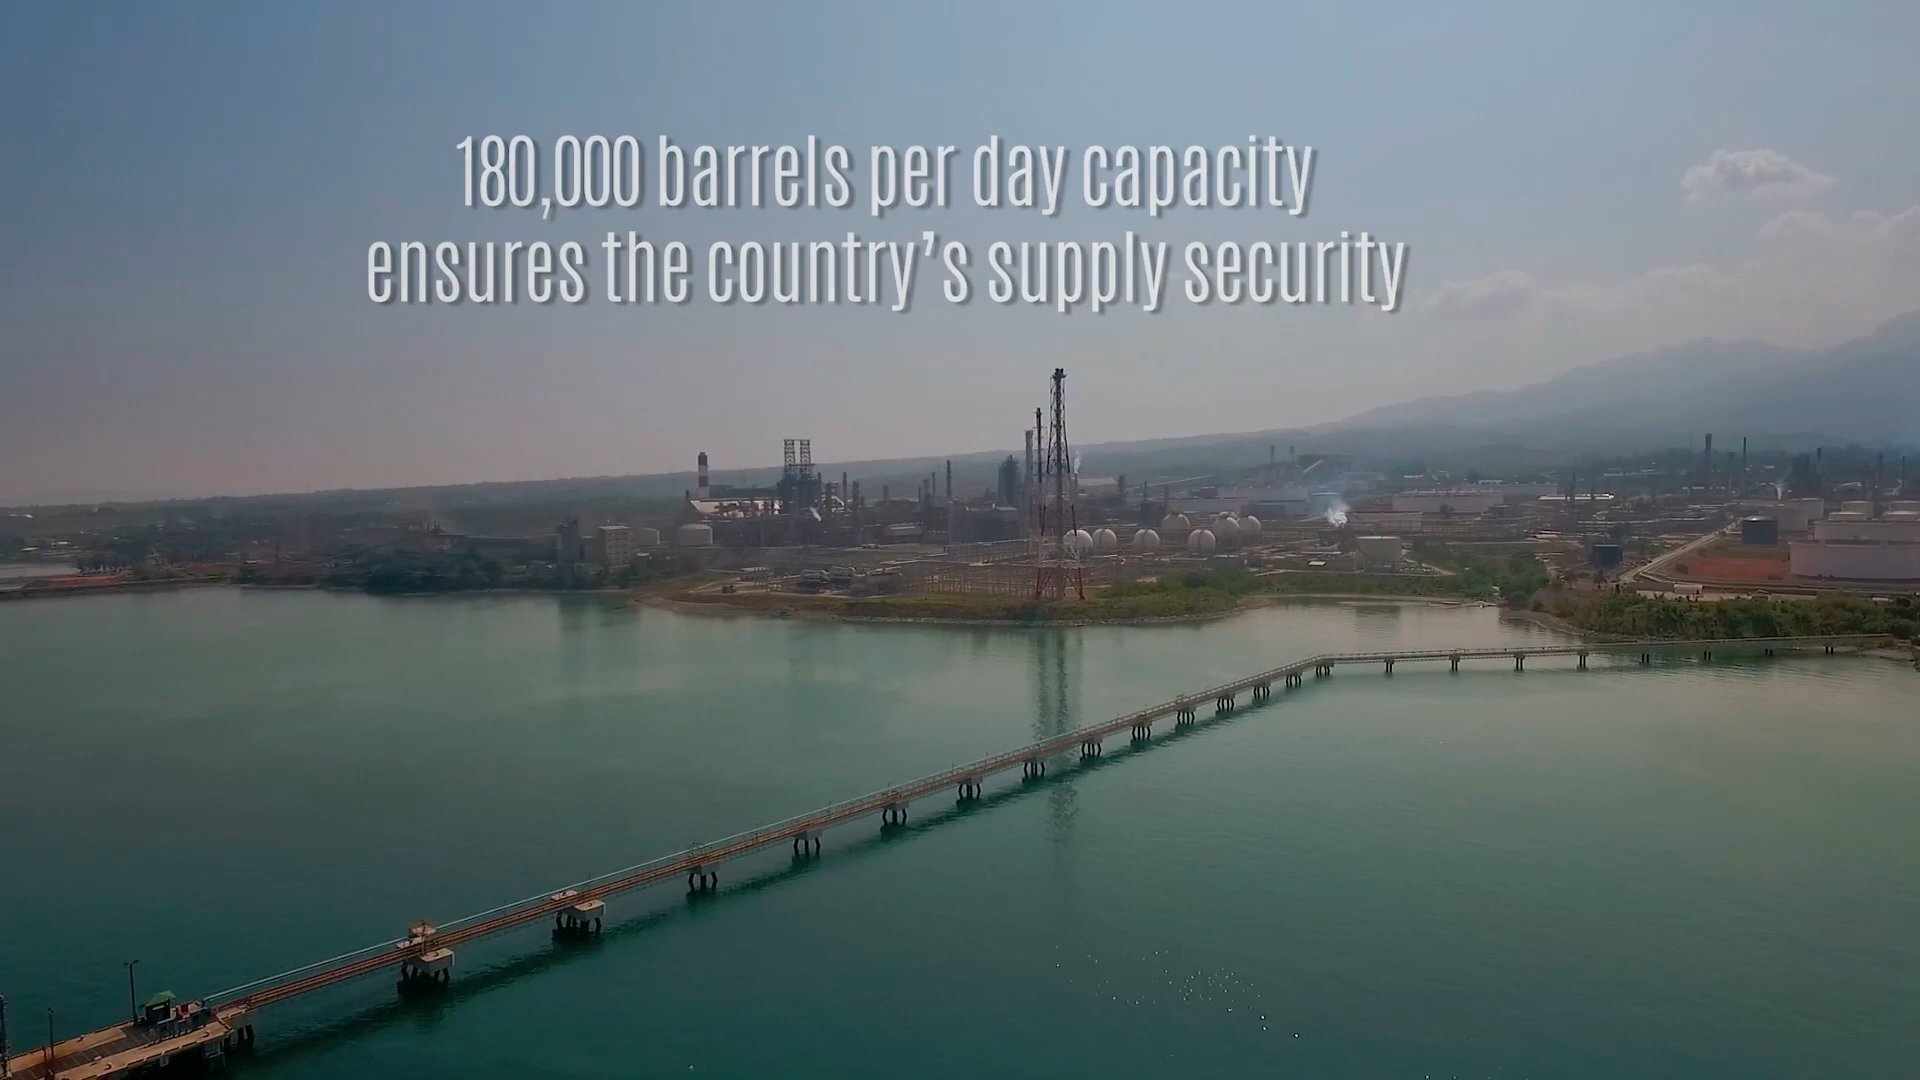 180,000 barrels per day capacity
ensures the country’s supply security